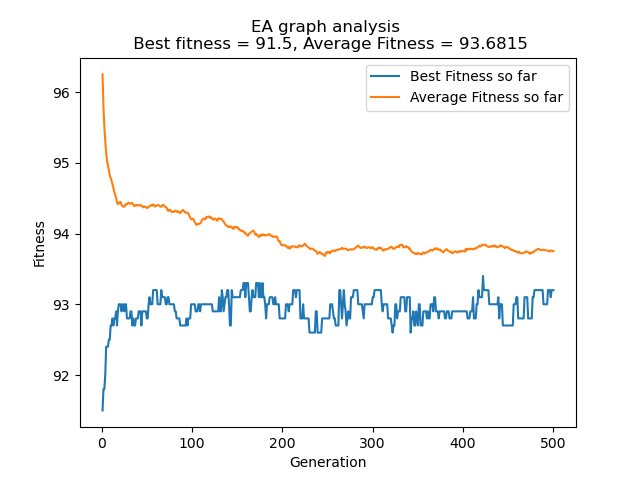 EA graph analysis
Best fitness = 91.5, Average Fitness = 93.6815
Best Fitness so far
Average Fitness so far
96
95
94
93
92
Fitness
0 100 200 300 400 500
Generation